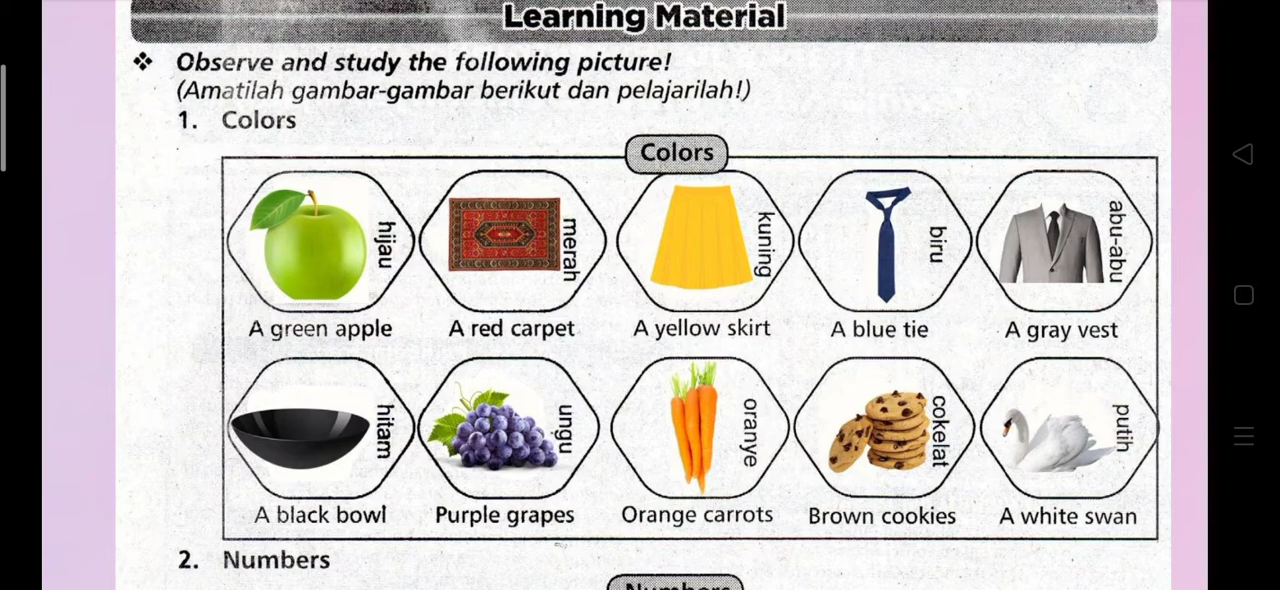 Learning Material
❖ Observe and study the following picture!
(Amatilah gambar-gambar berikut dan pelajarilah!)
1. Colors
Colors
hijau
merah
kuning
biru
abu-abu
A green apple
A red carpet
A yellow skirt
A blue tie
A gray vest
hitam
ungu
oranye
cokelat
putih
A black bowl
Purple grapes
Orange carrots
Brown cookies
A white swan
2. Numbers
Numbers